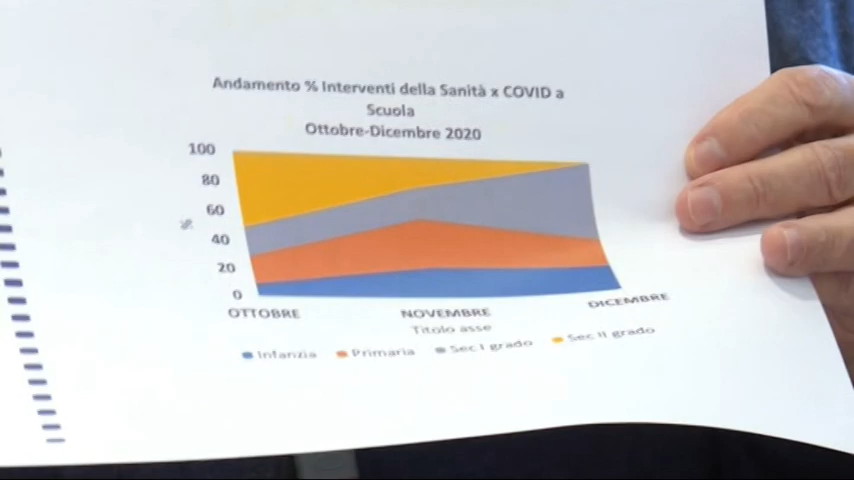 Andamento % Interventi della Sanità x COVID a
Scuola
Ottobre-Dicembre 2020
100
80
60
40
20
0
%
OTTOBRE NOVEMBRE DICEMBRE
Titolo asse
Infanzia Primaria Sec I grado Sec II grado